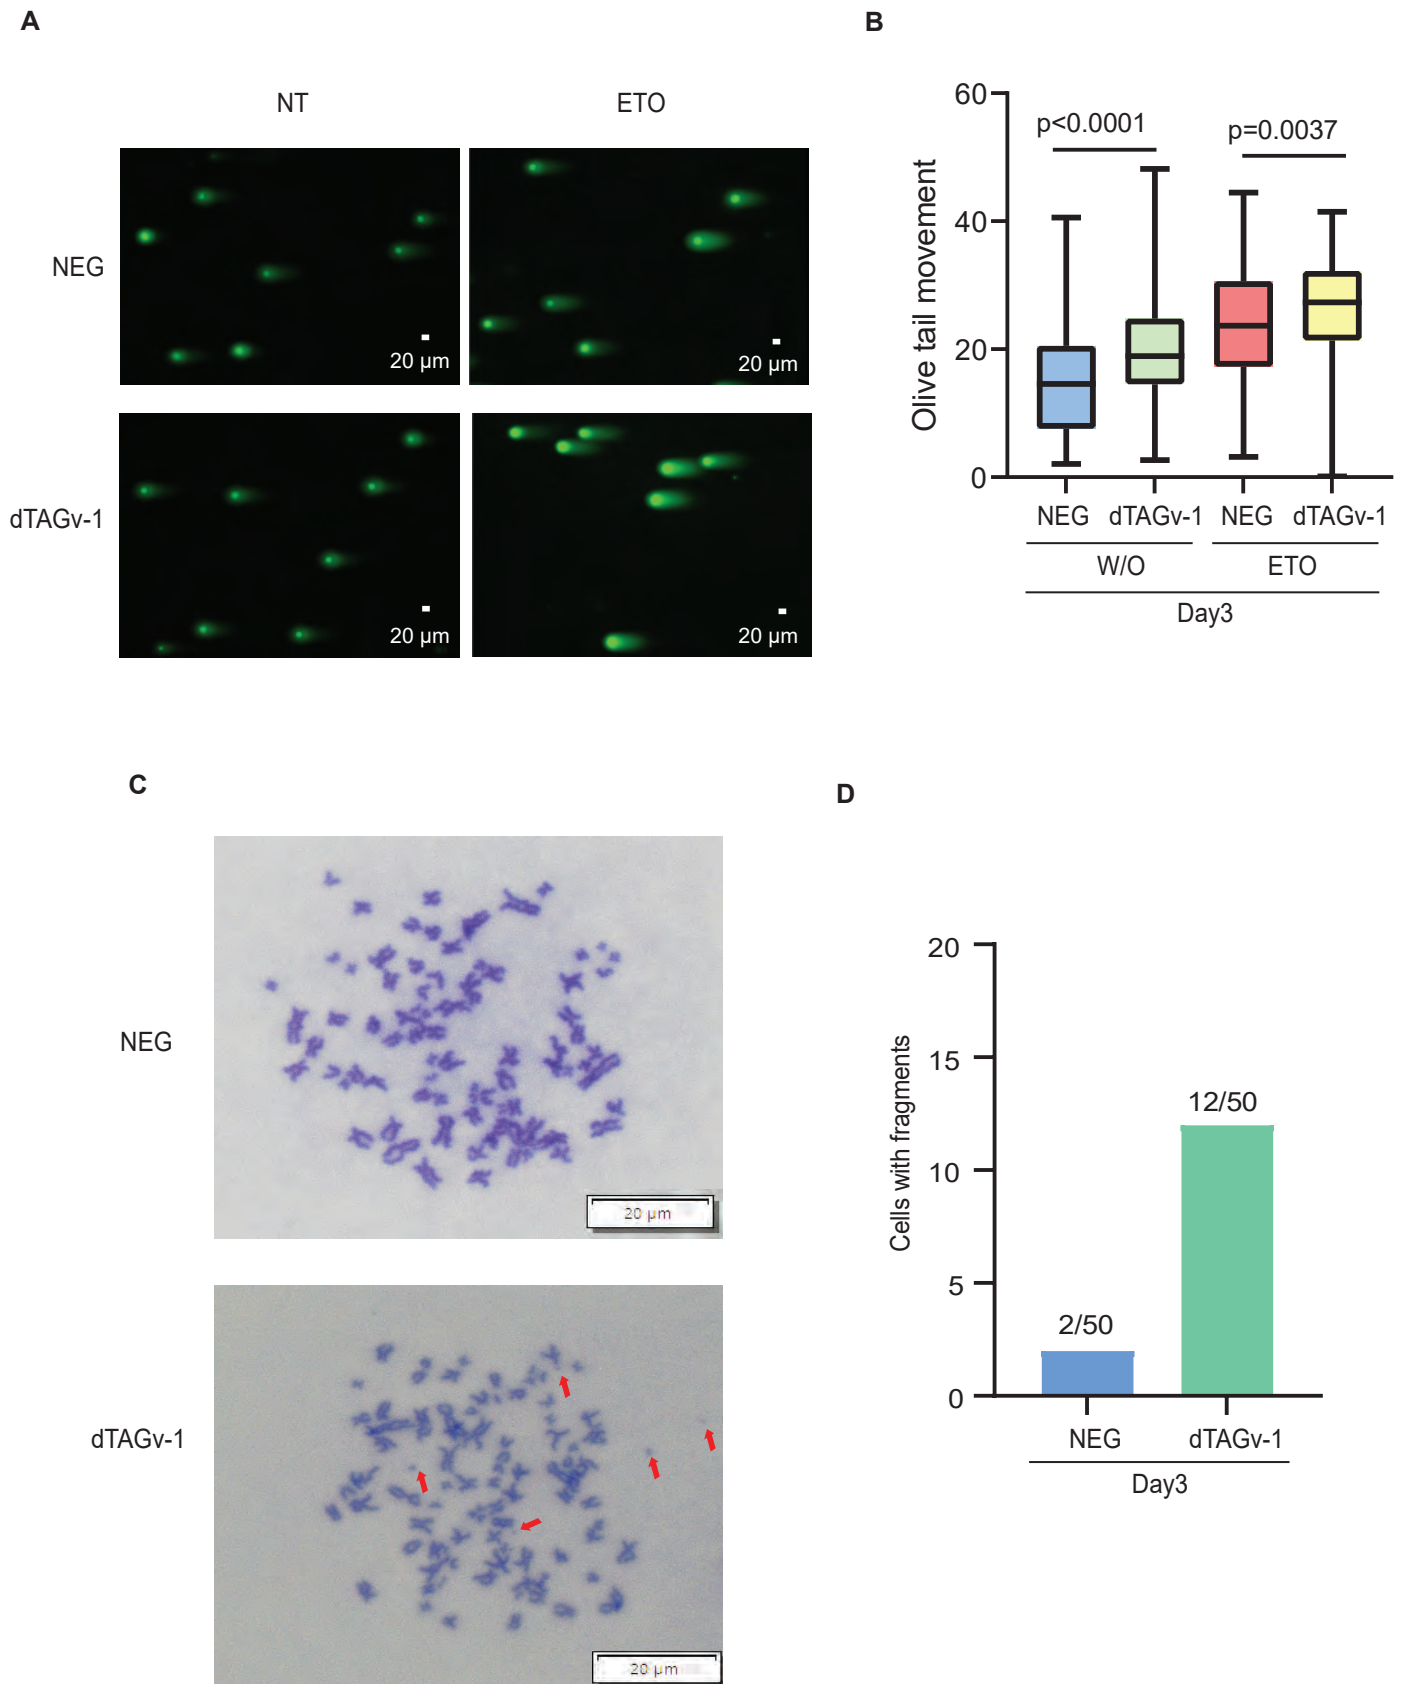 A
NT
ETO
NEG
20 μm
20 μm
dTAGv-1
20 μm
20 μm
B
60
40
20
0
Olive tail movement
p<0.0001
p=0.0037
NEG dTAGv-1 NEG dTAGv-1
W/O ETO
Day3
C
NEG
20 μm
dTAGv-1
20 μm
D
20
15
10
5
0
Cells with fragments
2/50
12/50
NEG dTAGv-1
Day3